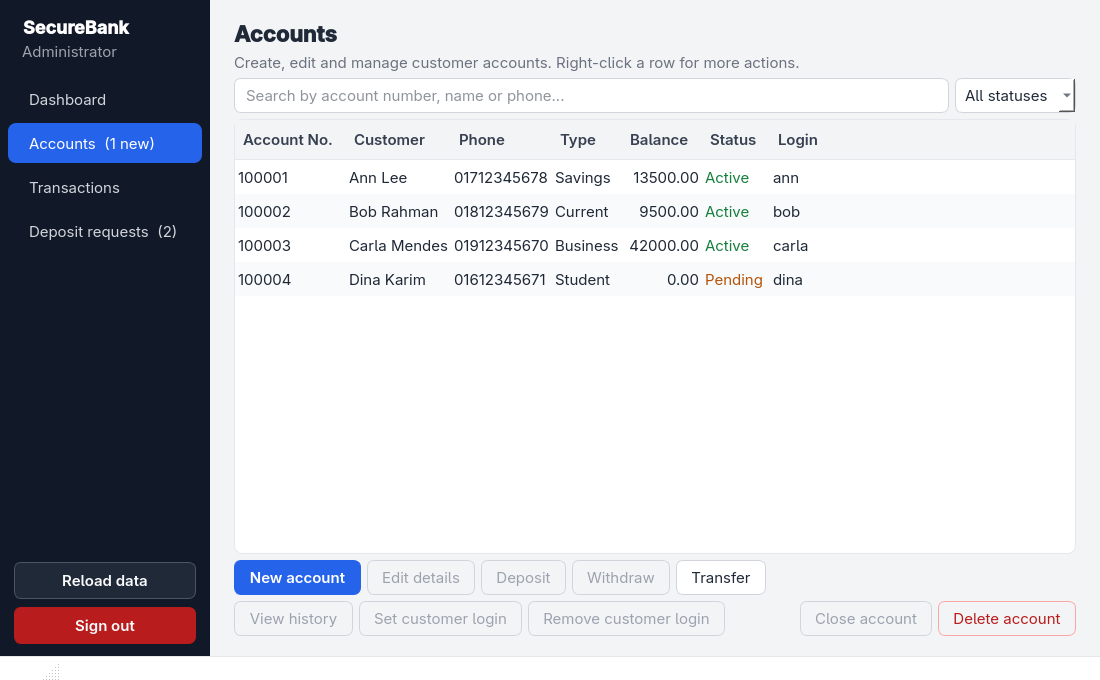 SecureBank
Administrator
Dashboard
Accounts (1 new)
Transactions
Deposit requests (2)
Reload data
Sign out
Accounts
Create, edit and manage customer accounts. Right-click a row for more actions.
Search by account number, name or phone...
All statuses
Account No. Customer Phone Type Balance Status Login
100001 Ann Lee 01712345678 Savings 13500.00 Active ann
100002 Bob Rahman 01812345679 Current 9500.00 Active bob
100003 Carla Mendes 01912345670 Business 42000.00 Active carla
100004 Dina Karim 01612345671 Student 0.00 Pending dina
New account Edit details Deposit Withdraw Transfer
View history Set customer login Remove customer login Close account Delete account